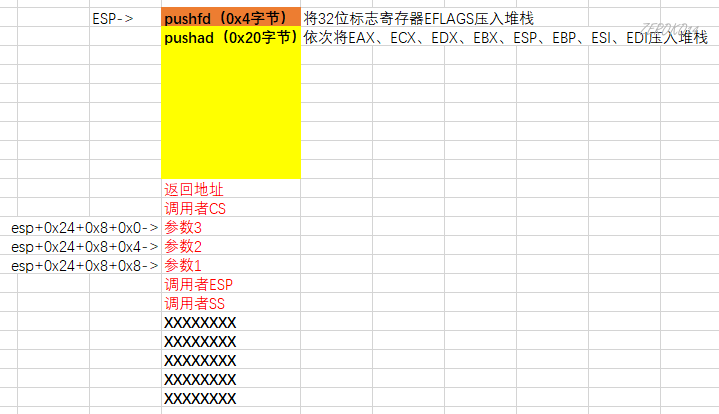 ESP-> pushfd（0x4字节） 将32位标志寄存器EFLAGS压入堆栈
pushad（0x20字节） 依次将EAX、ECX、EDX、EBX、ESP、EBP、ESI、EDI压入堆栈
返回地址
调用者CS
esp+0x24+0x8+0x0-> 参数3
esp+0x24+0x8+0x4-> 参数2
esp+0x24+0x8+0x8-> 参数1
调用者ESP
调用者SS
XXXXXXXX
XXXXXXXX
XXXXXXXX
XXXXXXXX
XXXXXXXX